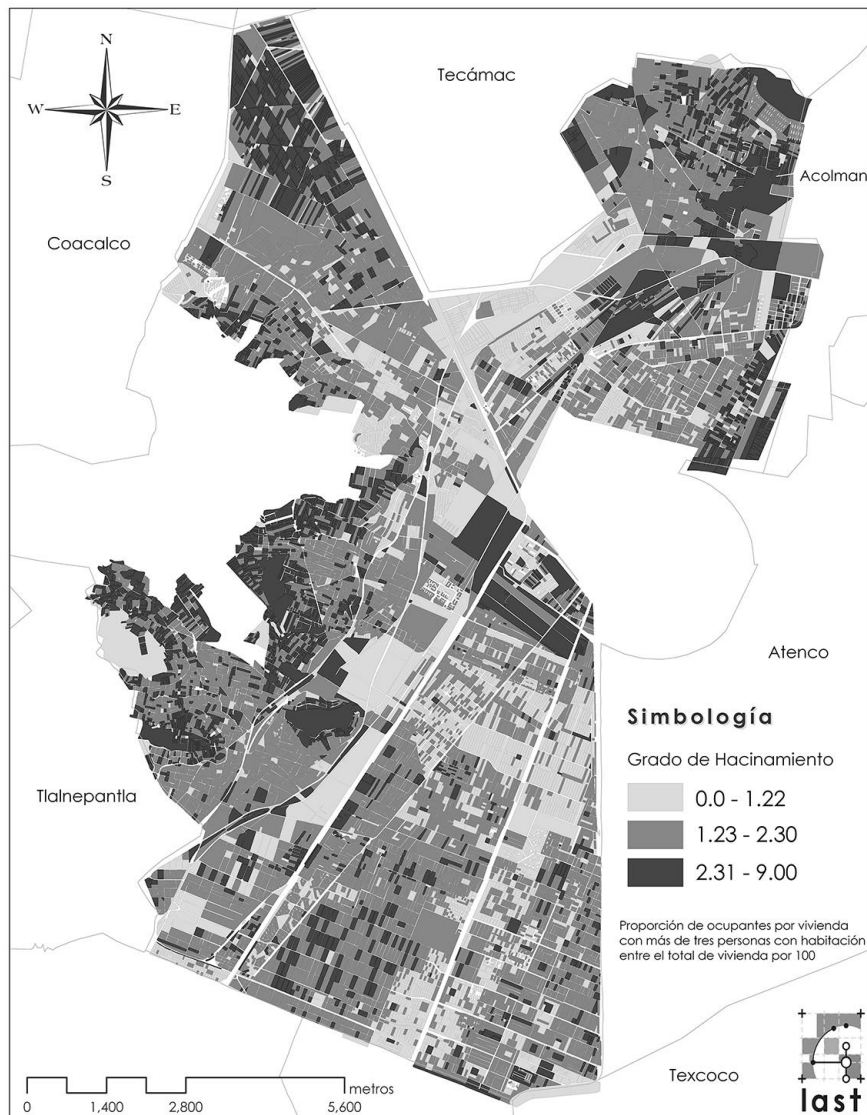 N
W E
S
Tecámac
Acolman
Coacalco
Atenco
Simbología
Grado de Hacinamiento
0.0 - 1.22
1.23 - 2.30
2.31 - 9.00
Tlalnepantla
Proporción de ocupantes por vivienda
con más de tres personas con habitación
entre el total de vivienda por 100
Texcoco
metros
0 1,400 2,800 5,600
last